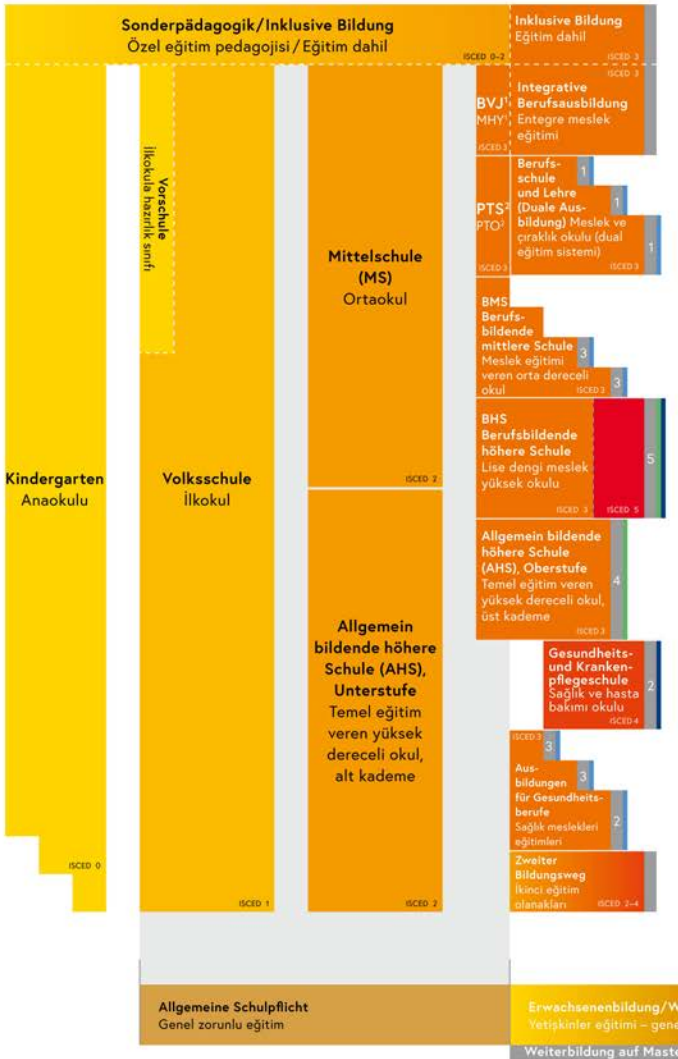 Sonderpädagogik/Inklusive Bildung
Özel eğitim pedagojisi/Eğitim dahil
ISCED 0–2
Inklusive Bildung
Eğitim dahil
ISCED 3
Kindergarten
Anaokulu
ISCED 0
Vorschule
İlkokula hazırlık sınıfı
Volksschule
İlkokul
ISCED 1
Mittelschule
(MS)
Ortaokul
ISCED 2
Allgemein
bildende höhere
Schule (AHS),
Unterstufe
Temel eğitim
veren yüksek
dereceli okul,
alt kademe
ISCED 2
BVJ¹
MHY¹
ISCED 3
ISCED 3
Integrative
Berufsausbildung
Entegre meslek
eğitimi
PTS²
PTO²
ISCED 3
Berufs-
schule
und Lehre
(Duale Aus-
bildung) Meslek ve
çıraklık okulu (dual
eğitim sistemi)
ISCED 3
1
1
1
BMS
Berufs-
bildende
mittlere Schule
Meslek eğitimi
veren orta dereceli
okul
ISCED 3
3
3
BHS
Berufsbildende
höhere Schule
Lise dengi meslek
yüksek okulu
ISCED 3
ISCED 5
5
Allgemein bildende
höhere Schule
(AHS), Oberstufe
Temel eğitim veren
yüksek dereceli okul,
üst kademe
ISCED 3
4
Gesundheits-
und Kranken-
pflegeschule
Sağlık ve hasta
bakımı okulu
ISCED 4
2
ISCED 3
Aus-
bildungen
für Gesundheits-
berufe
Sağlık meslekleri
eğitimleri
3
3
2
Zweiter
Bildungsweg
İkinci eğitim
olanakları
ISCED 2–4
Allgemeine Schulpflicht
Genel zorunlu eğitim
Erwachsenenbildung/W
Yetişkinler eğitimi – gene
Weiterbildung auf Maste